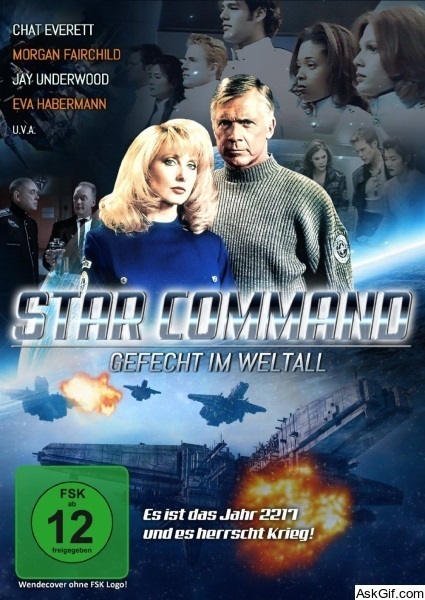 CHAT EVERETT
MORGAN FAIRCHILD
JAY UNDERWOOD
EVA HABERMANN
U.V.A.
STAR COMMAND
GEFECHT IM WELTALL
FSK
ab
12
freigegeben
Es ist das Jahr 2217
und es herrscht Krieg!
Wendecover ohne FSK Logo!
AskGif.com